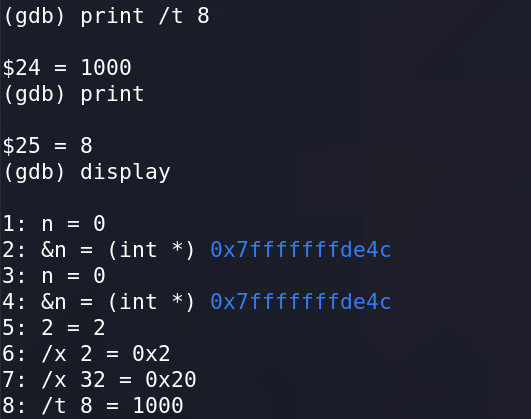 (gdb) print /t 8
$24 = 1000
(gdb) print
$25 = 8
(gdb) display
1: n = 0
2: &n = (int *) 0x7fffffffde4c
3: n = 0
4: &n = (int *) 0x7fffffffde4c
5: 2 = 2
6: /x 2 = 0x2
7: /x 32 = 0x20
8: /t 8 = 1000